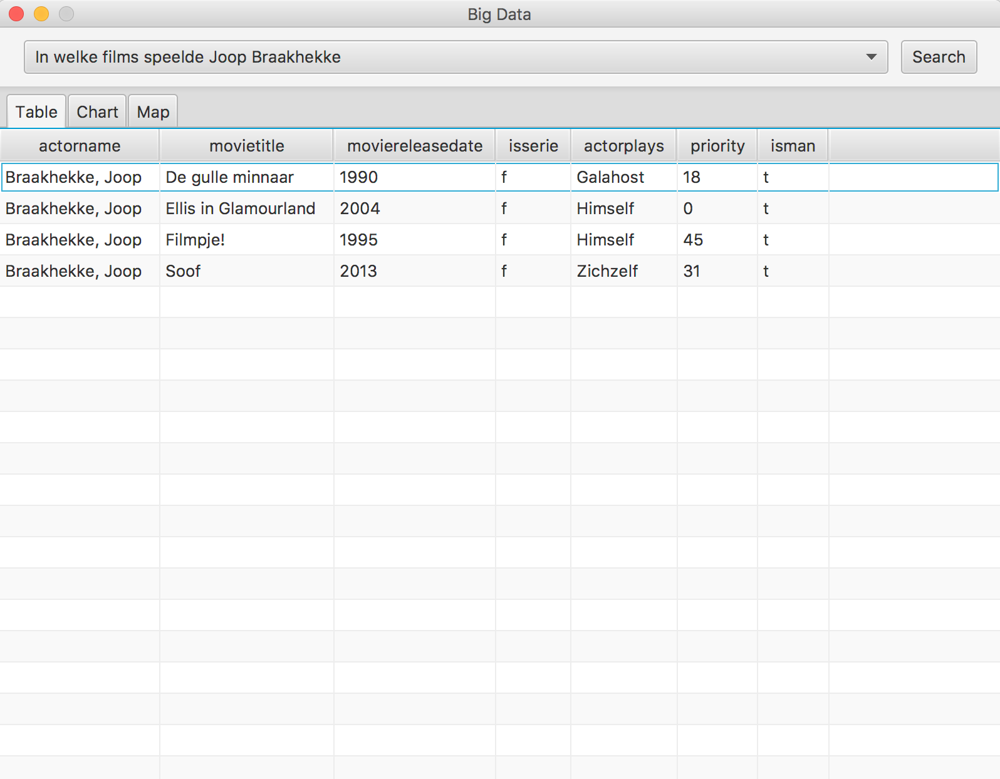 Big Data
In welke films speelde Joop Braakhekke Search
Table Chart Map
actorname movietitle moviereleasedate isserie actorplays priority isman
Braakhekke, Joop De gulle minnaar 1990 f Galahost 18 t
Braakhekke, Joop Ellis in Glamourland 2004 f Himself 0 t
Braakhekke, Joop Filmpje! 1995 f Himself 45 t
Braakhekke, Joop Soof 2013 f Zichzelf 31 t